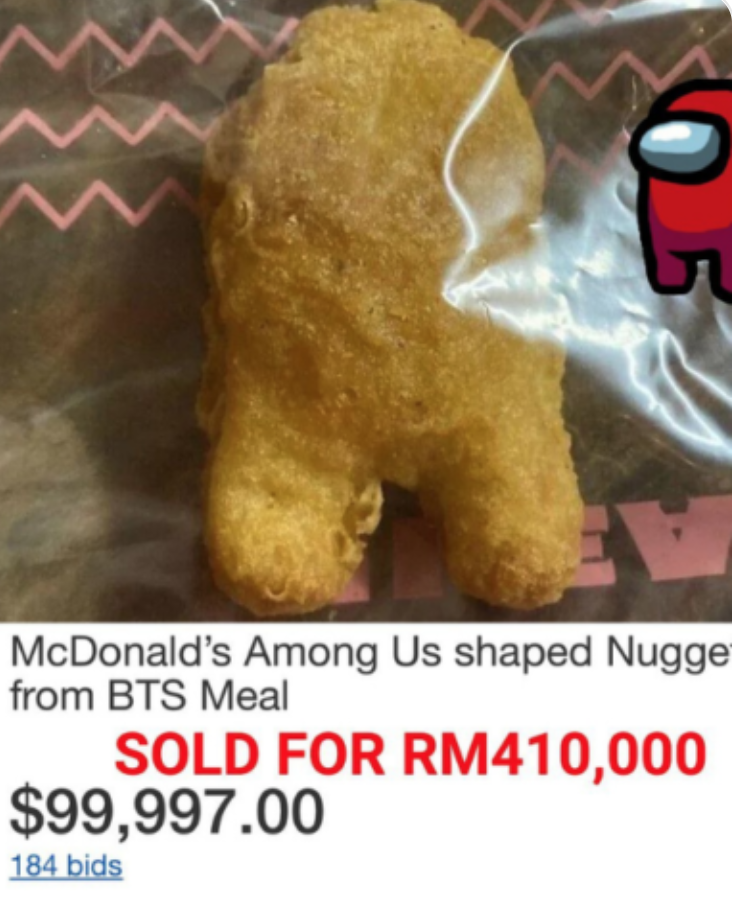 McDonald's Among Us shaped Nugge
from BTS Meal
SOLD FOR RM410,000
$99,997.00
184 bids